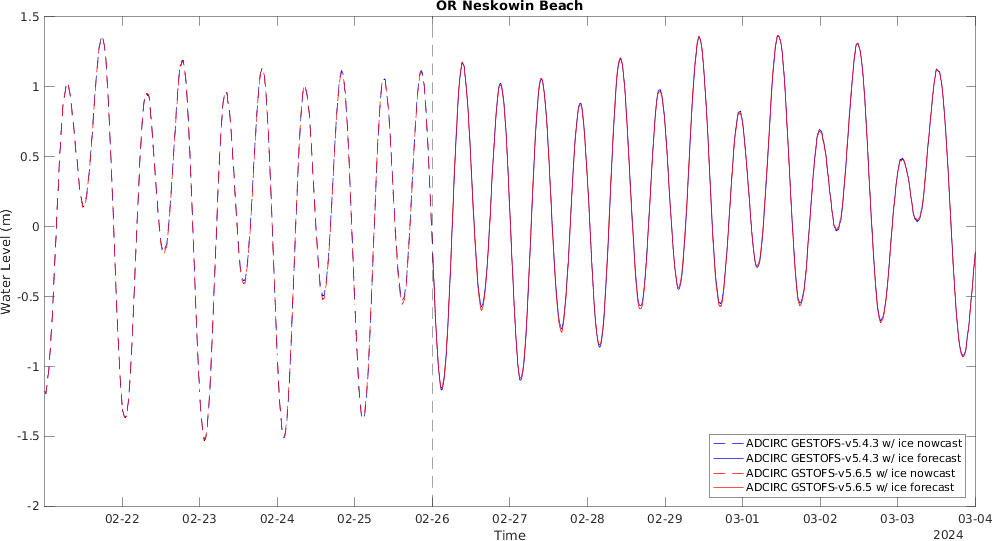 OR Neskowin Beach
1.5
1
0.5
0
-0.5
-1
-1.5
-2
Water Level (m)
ADCIRC GESTOFS-v5.4.3 w/ ice nowcast
ADCIRC GESTOFS-v5.4.3 w/ ice forecast
ADCIRC GSTOFS-v5.6.5 w/ ice nowcast
ADCIRC GSTOFS-v5.6.5 w/ ice forecast
02-22 02-23 02-24 02-25 02-26 02-27 02-28 02-29 03-01 03-02 03-03 03-04
Time
2024